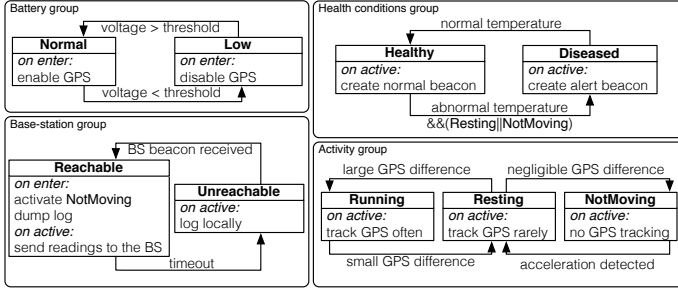 Battery group
voltage > threshold
Normal
on enter:
enable GPS
Low
on enter:
disable GPS
voltage < threshold
Base-station group
BS beacon received
Reachable
on enter:
activate NotMoving
dump log
on active:
send readings to the BS
Unreachable
on active:
log locally
timeout
Health conditions group
normal temperature
Healthy
on active:
create normal beacon
Diseased
on active:
create alert beacon
abnormal temperature
&&(Resting||NotMoving)
Activity group
large GPS difference
negligible GPS difference
Running
on active:
track GPS often
Resting
on active:
track GPS rarely
NotMoving
on active:
no GPS tracking
small GPS difference
acceleration detected